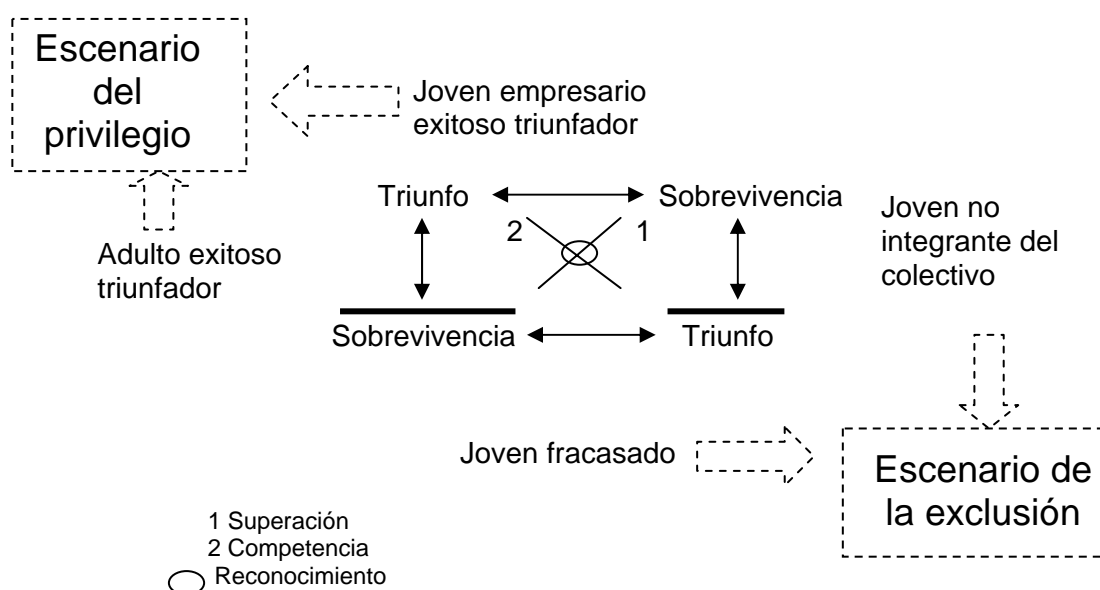 Escenario
del
privilegio
Joven empresario
exitoso triunfador
Adulto exitoso
triunfador
Triunfo
Sobrevivencia
2
1
Sobrevivencia
Triunfo
Joven no
integrante del
colectivo
Joven fracasado
Escenario de
la exclusión
1 Superación
2 Competencia
Reconocimiento